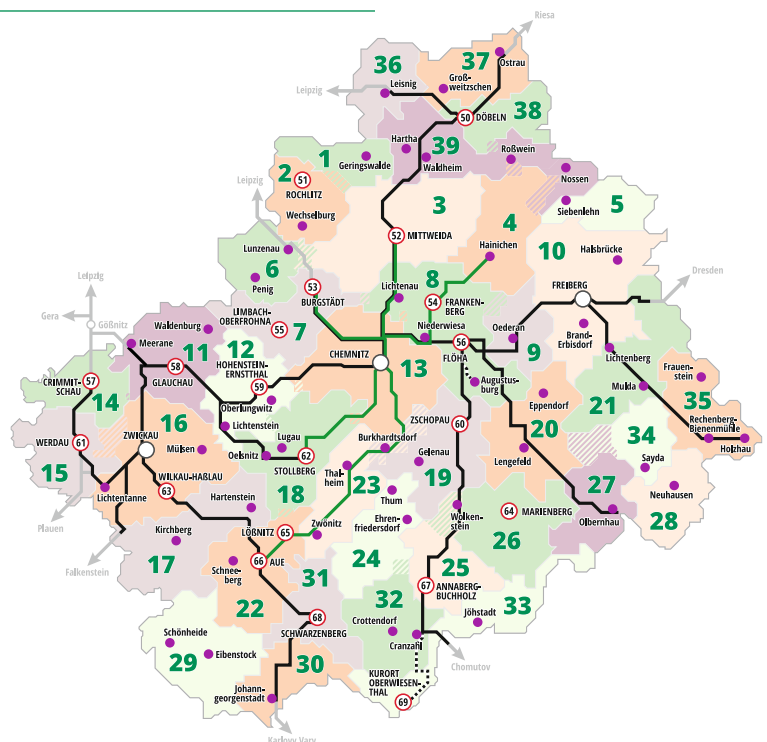 Riesa
37
Ostrau
36
Groß-
weitzschen
Leipzig
Leisnig
38
50 DÖBELN
Hartha
39
Roßwein
1
Geringswalde
Waldheim
Nossen
2
51
ROCHLITZ
Leipzig
3
Siebenlehn
5
Wechselburg
4
10
52 MITTWEIDA
Hainichen
Halsbrücke
Lunzenau
6
Penig
8
Dresden
53
BURGSTÄDT
Lichtenau
54
FRANKEN-
BERG
FREIBERG
Leipzig
Gera
Gößnitz
Waldenburg
LIMBACH-
OBERFROHNA
55
7
Niederwiesa
Oederan
Brand-
Erbisdorf
Meerane
11
12
HOHENSTEIN-
ERNSTTHAL
CHEMNITZ
13
56
FLÖHA
9
Lichtenberg
58
GLAUCHAU
Frauen-
stein
57
CRIMMIT-
SCHAU
14
59
Oberlungwitz
Augustus-
burg
Mulda
35
Eppendorf
21
16
Lichtenstein
ZSCHOPAU
60
20
Rechenberg-
Bienenmühle
61
WERDAU
ZWICKAU
Mülsen
Lugau
Burkhardtsdorf
34
Holzhau
Oelsnitz
62
STOLLBERG
Gelenau
Lengefeld
Sayda
15
WILKAU-HAßLAU
63
Thal-
heim
23
19
27
Neuhausen
Lichtentanne
Hartenstein
18
Thum
Wolken-
stein
64
MARIENBERG
28
Olbernhau
Plauen
Kirchberg
LÖßNITZ
65
Zwönitz
Ehren-
friedersdorf
26
17
Falkenstein
Schnee-
berg
66
AUE
24
25
31
67
ANNABERG-
BUCHHOLZ
22
32
33
68
SCHWARZENBERG
Crottendorf
Jöhstadt
Schönheide
29
Eibenstock
Cranzahl
30
Chomutov
KURORT
OBERWIESEN-
THAL
69
Johann-
georgenstadt
Karlovy Vary